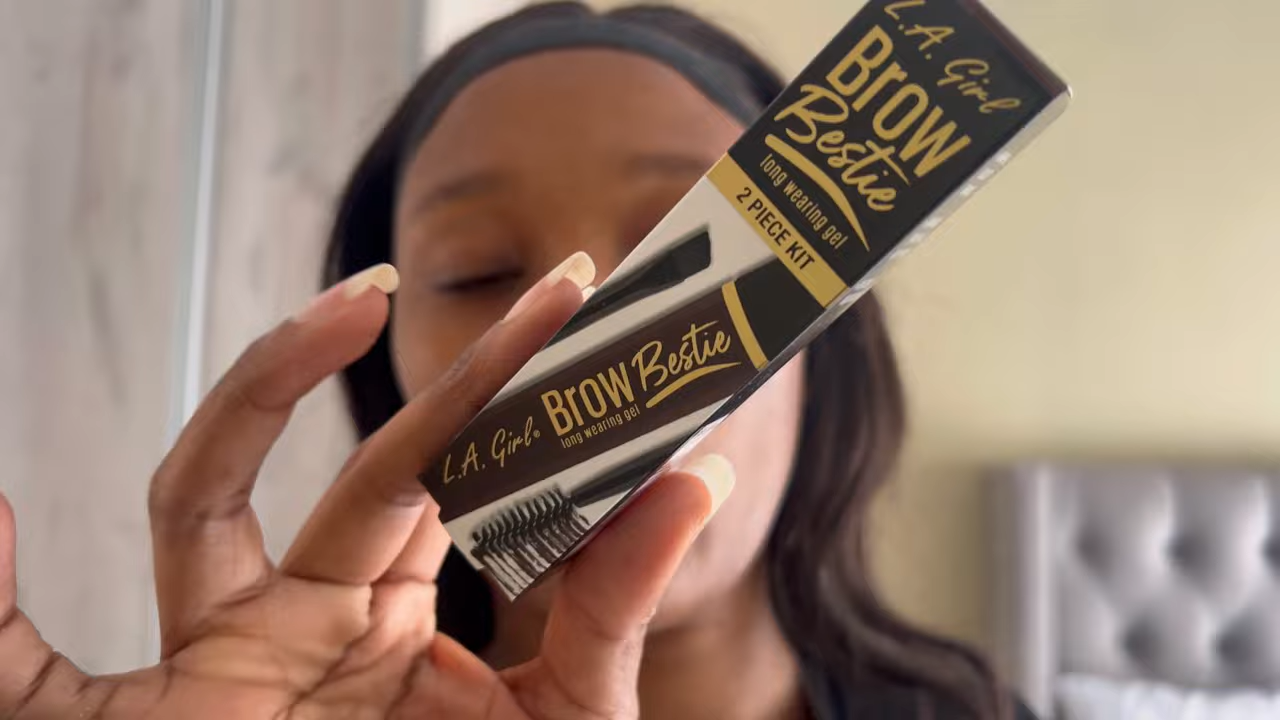 L.A. Girl
BROW
Bestie
long wearing gel
2 PIECE KIT
L.A. Girl®
BROW Bestie
long wearing gel